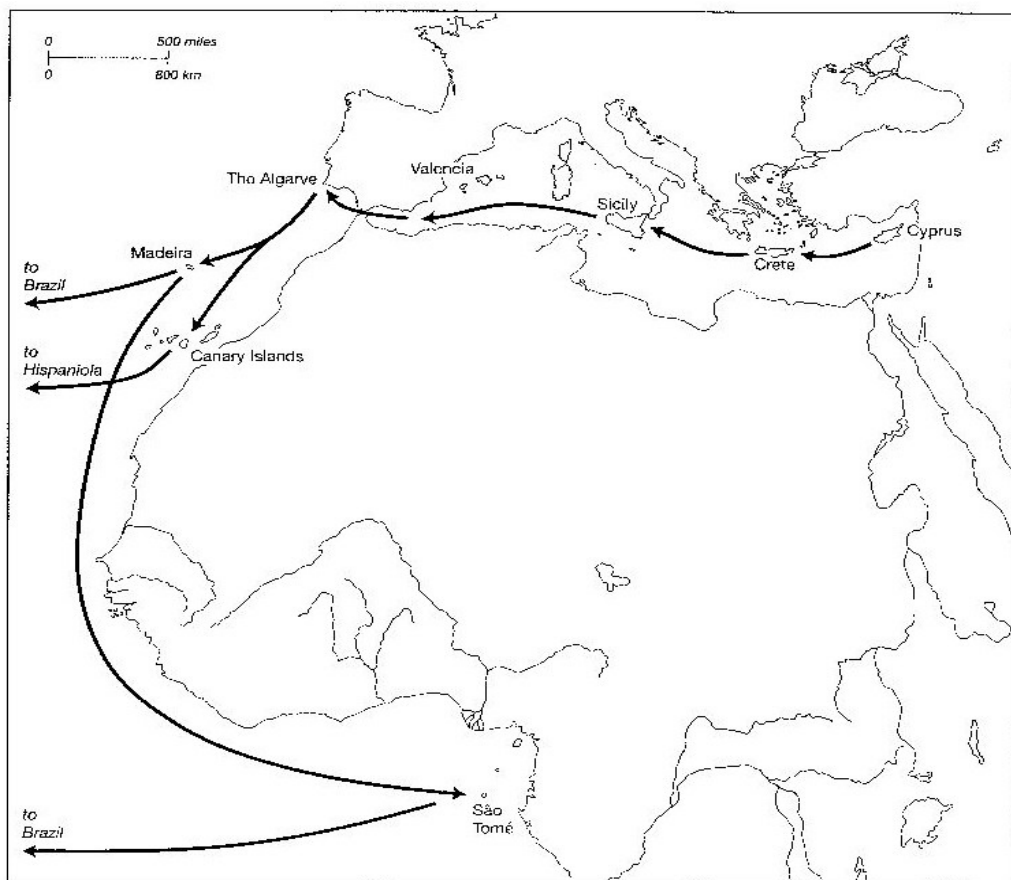 0 500 miles
0 800 km
Valencia
Tho Algarve
Sicily
Cyprus
Madeira
Crete
to
Brazil
Canary Islands
to
Hispaniola
São
Tomé
to
Brazil